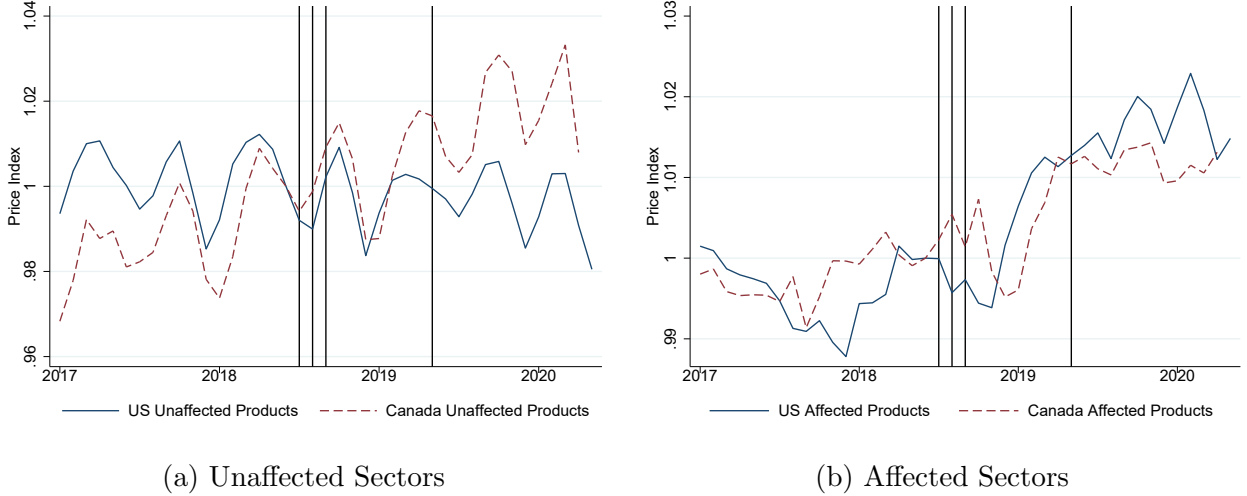 1.04
1.02
1
.98
.96
Price Index
2017
2018
2019
2020
US Unaffected Products
Canada Unaffected Products
(a) Unaffected Sectors
1.03
1.02
1.01
1
.99
Price Index
2017
2018
2019
2020
US Affected Products
Canada Affected Products
(b) Affected Sectors